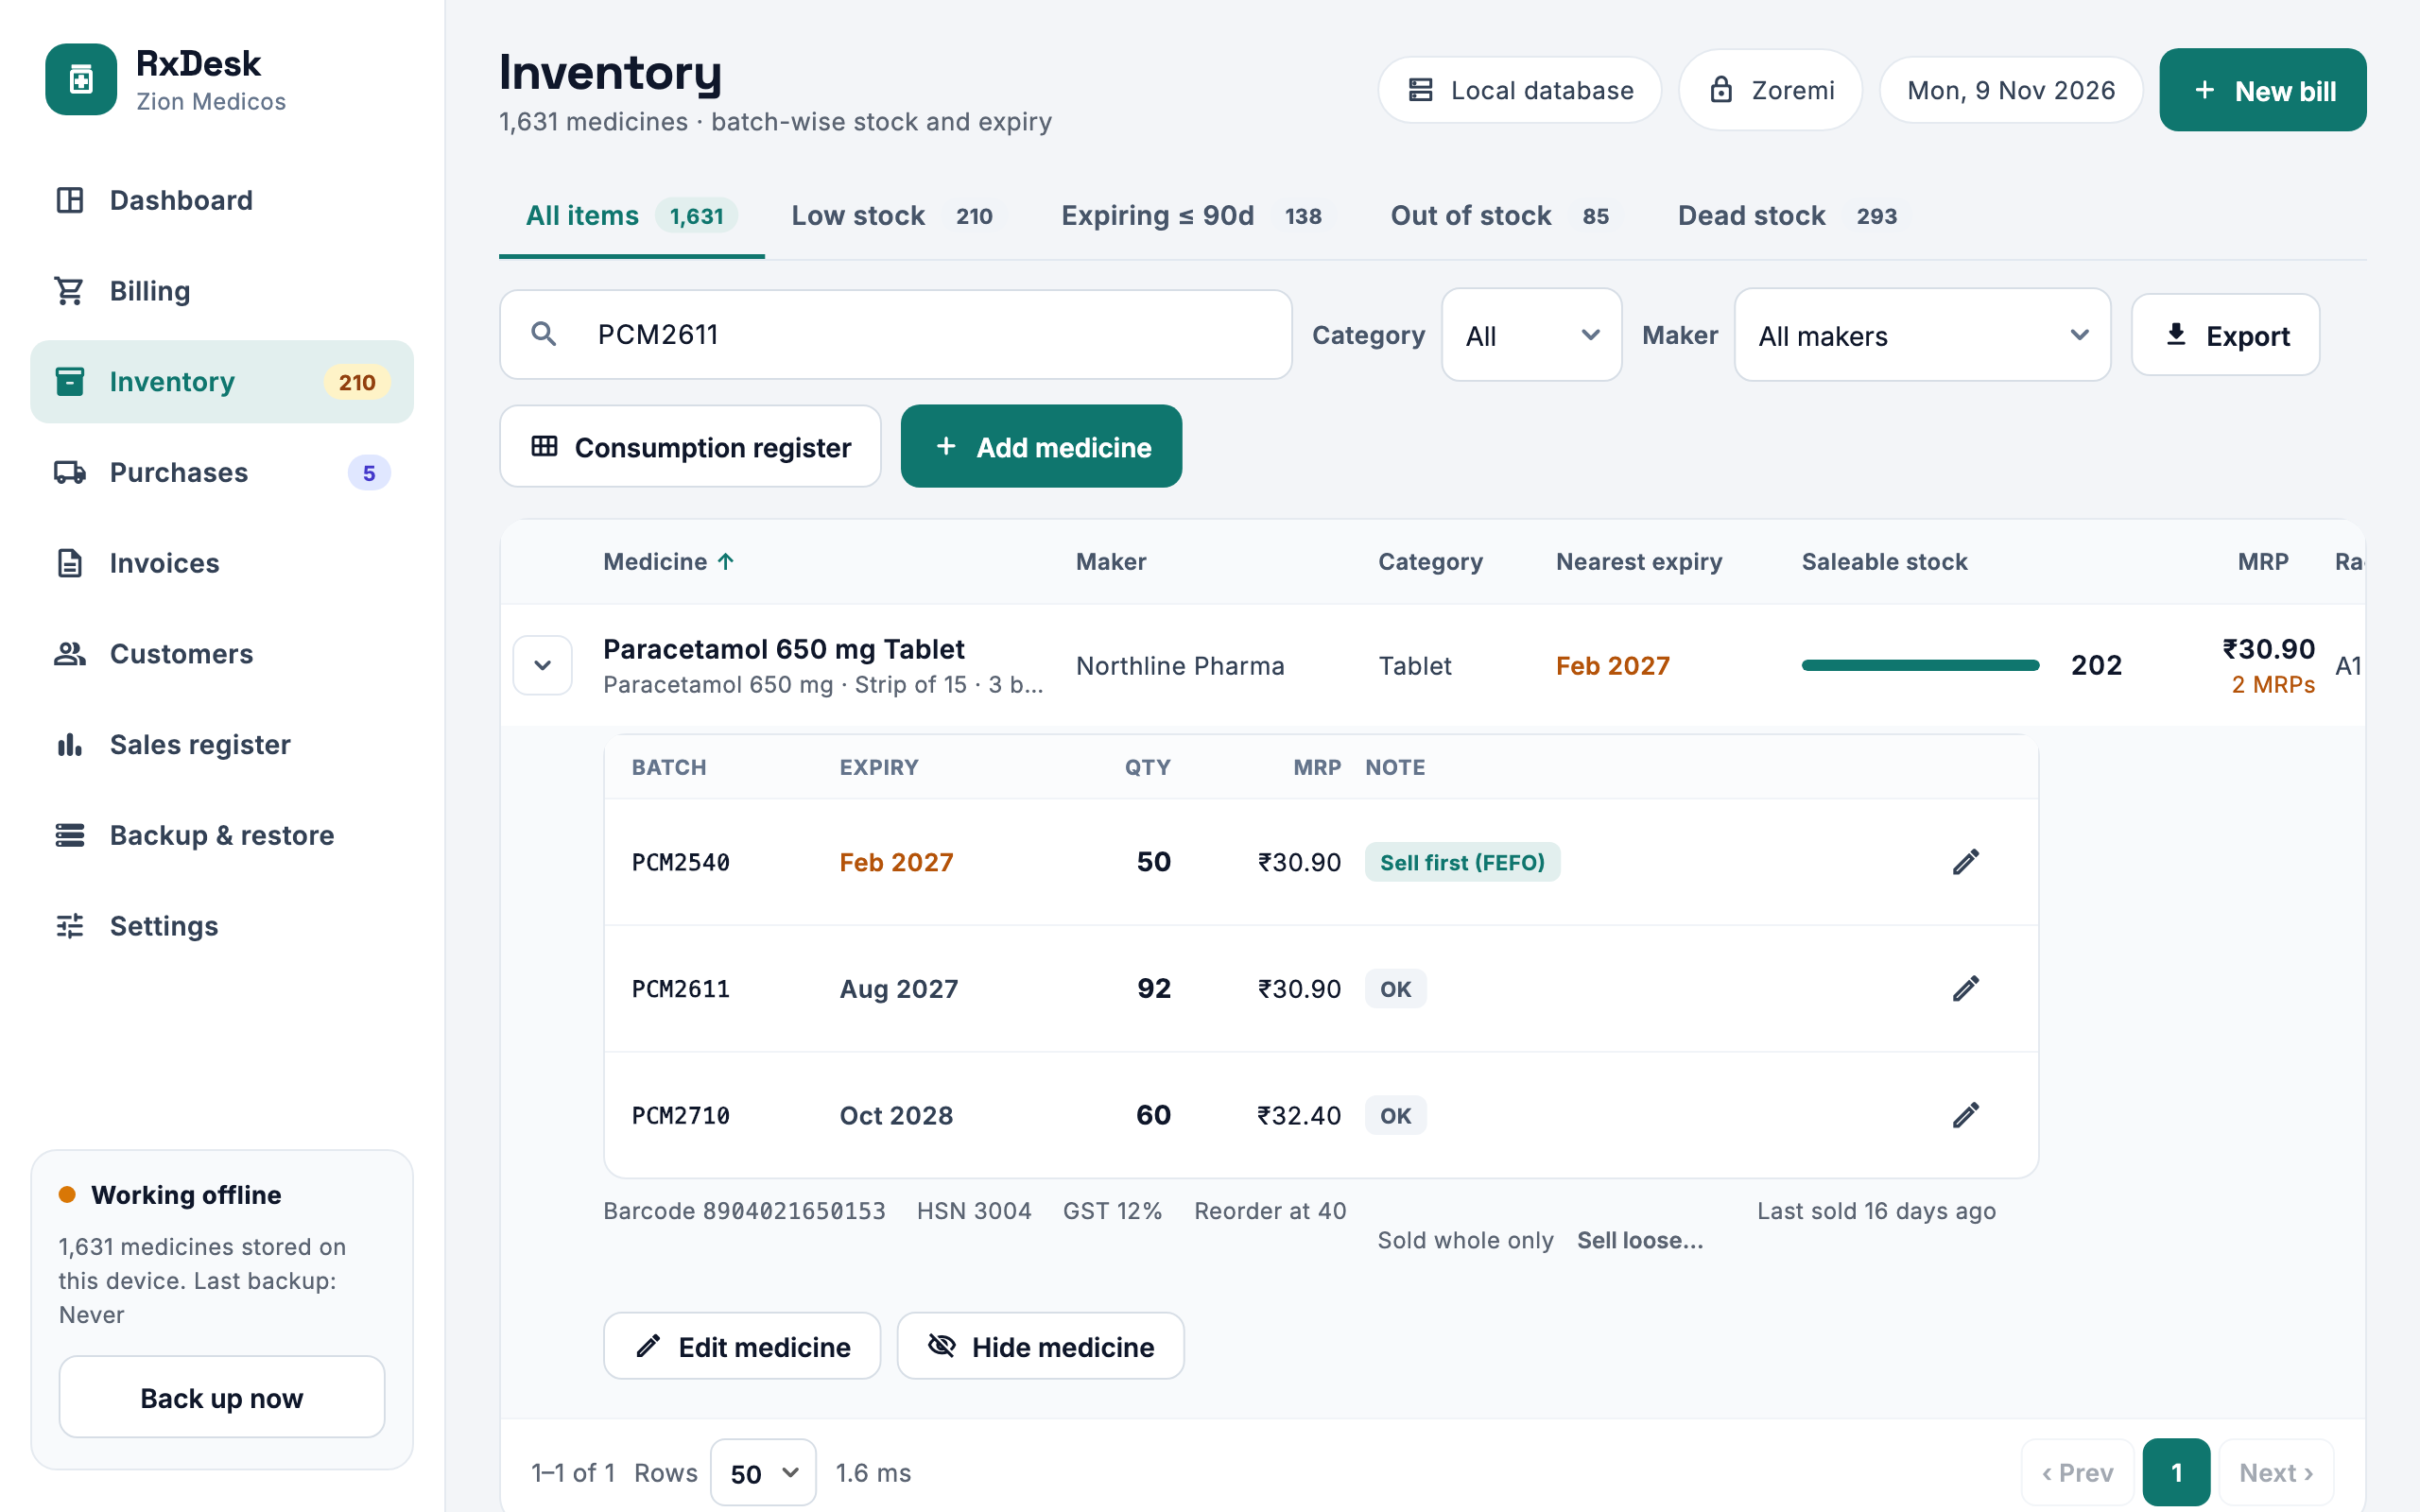 RxDesk
Zion Medicos
Dashboard
Billing
Inventory 210
Purchases 5
Invoices
Customers
Sales register
Backup & restore
Settings
Working offline
1,631 medicines stored on
this device. Last backup:
Never
Back up now
Inventory
1,631 medicines · batch-wise stock and expiry
Local database Zoremi Mon, 9 Nov 2026 + New bill
All items 1,631 Low stock 210 Expiring ≤ 90d 138 Out of stock 85 Dead stock 293
PCM2611 Category All Maker All makers Export
Consumption register + Add medicine
Medicine ↑ Maker Category Nearest expiry Saleable stock MRP Ra
Paracetamol 650 mg Tablet Northline Pharma Tablet Feb 2027 202 ₹30.90 A1
Paracetamol 650 mg · Strip of 15 · 3 b... 2 MRPs
BATCH EXPIRY QTY MRP NOTE
PCM2540 Feb 2027 50 ₹30.90 Sell first (FEFO)
PCM2611 Aug 2027 92 ₹30.90 OK
PCM2710 Oct 2028 60 ₹32.40 OK
Barcode 8904021650153 HSN 3004 GST 12% Reorder at 40 Last sold 16 days ago
Sold whole only Sell loose...
Edit medicine Hide medicine
1–1 of 1 Rows 50 1.6 ms ‹ Prev 1 Next ›